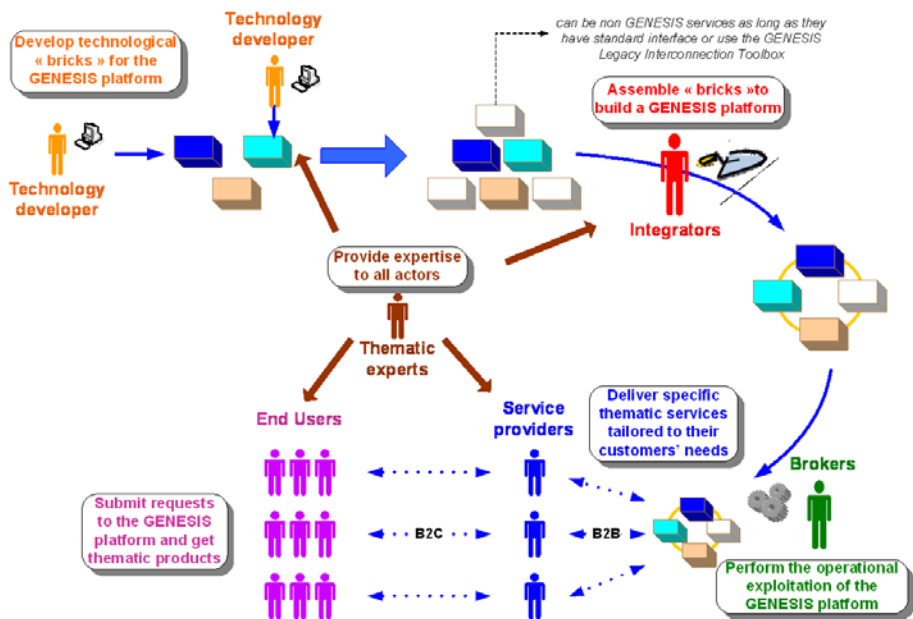 Develop technological
« bricks » for the
GENESIS platform
Technology
developer
can be non GENESIS services as long as they
have standard interface or use the GENESIS
Legacy Interconnection Toolbox
Assemble « bricks »to
build a GENESIS platform
Technology
developer
Integrators
Provide expertise
to all actors
Thematic
experts
End Users
Service
providers
Deliver specific
thematic services
tailored to their
customers' needs
Brokers
Submit requests
to the GENESIS
platform and get
thematic products
B2C
B2B
Perform the operational
exploitation of the
GENESIS platform